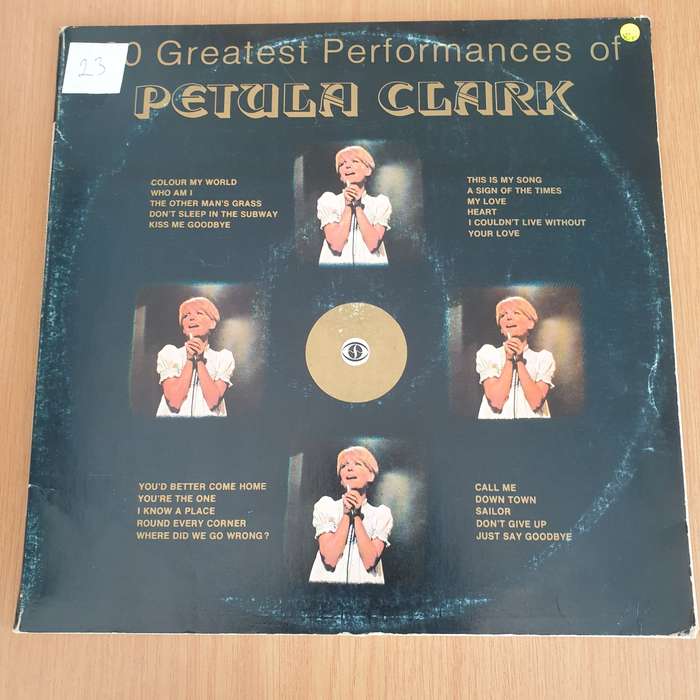 23
0 Greatest Performances of
PETULA CLARK
COLOUR MY WORLD
WHO AM I
THE OTHER MAN'S GRASS
DON'T SLEEP IN THE SUBWAY
KISS ME GOODBYE
THIS IS MY SONG
A SIGN OF THE TIMES
MY LOVE
HEART
I COULDN'T LIVE WITHOUT
YOUR LOVE
YOU'D BETTER COME HOME
YOU'RE THE ONE
I KNOW A PLACE
ROUND EVERY CORNER
WHERE DID WE GO WRONG?
CALL ME
DOWN TOWN
SAILOR
DON'T GIVE UP
JUST SAY GOODBYE